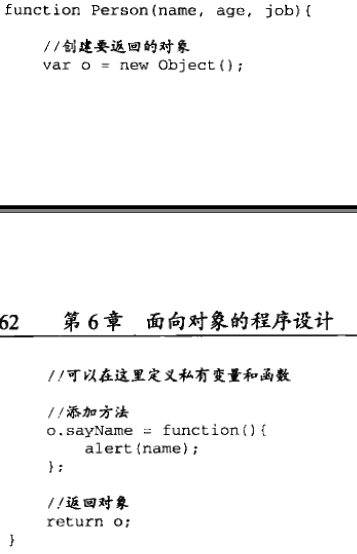 function Person(name, age, job){
//创建要返回的对象
var o = new Object();
62 第 6 章 面向对象的程序设计
//可以在这里定义私有变量和函数
//添加方法
o.sayName = function(){
alert(name);
};
//返回对象
return o;
}